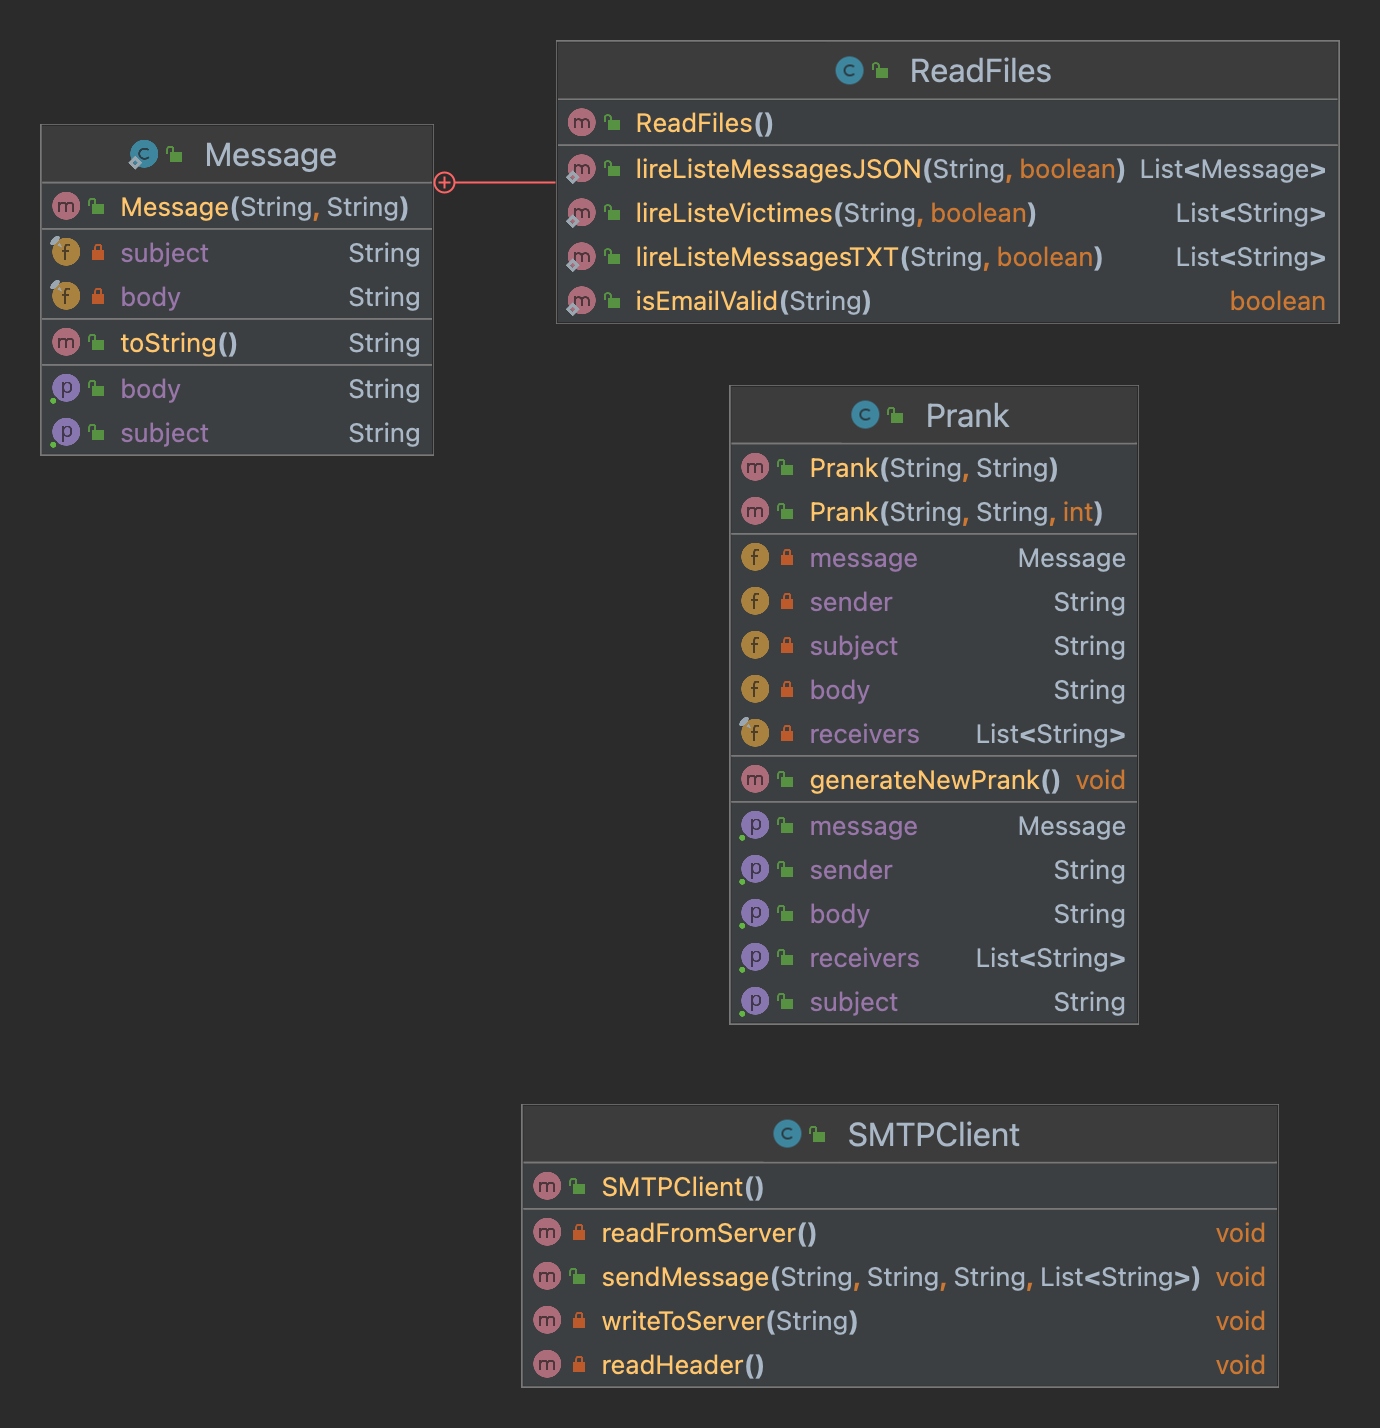 Message
Message(String, String)
subject String
body String
toString() String
body String
subject String
ReadFiles
ReadFiles()
lireListeMessagesJSON(String, boolean) List<Message>
lireListeVictimes(String, boolean) List<String>
lireListeMessagesTXT(String, boolean) List<String>
isEmailValid(String) boolean
Prank
Prank(String, String)
Prank(String, String, int)
message Message
sender String
subject String
body String
receivers List<String>
generateNewPrank() void
message Message
sender String
body String
receivers List<String>
subject String
SMTPClient
SMTPClient()
readFromServer() void
sendMessage(String, String, String, List<String>) void
writeToServer(String) void
readHeader() void